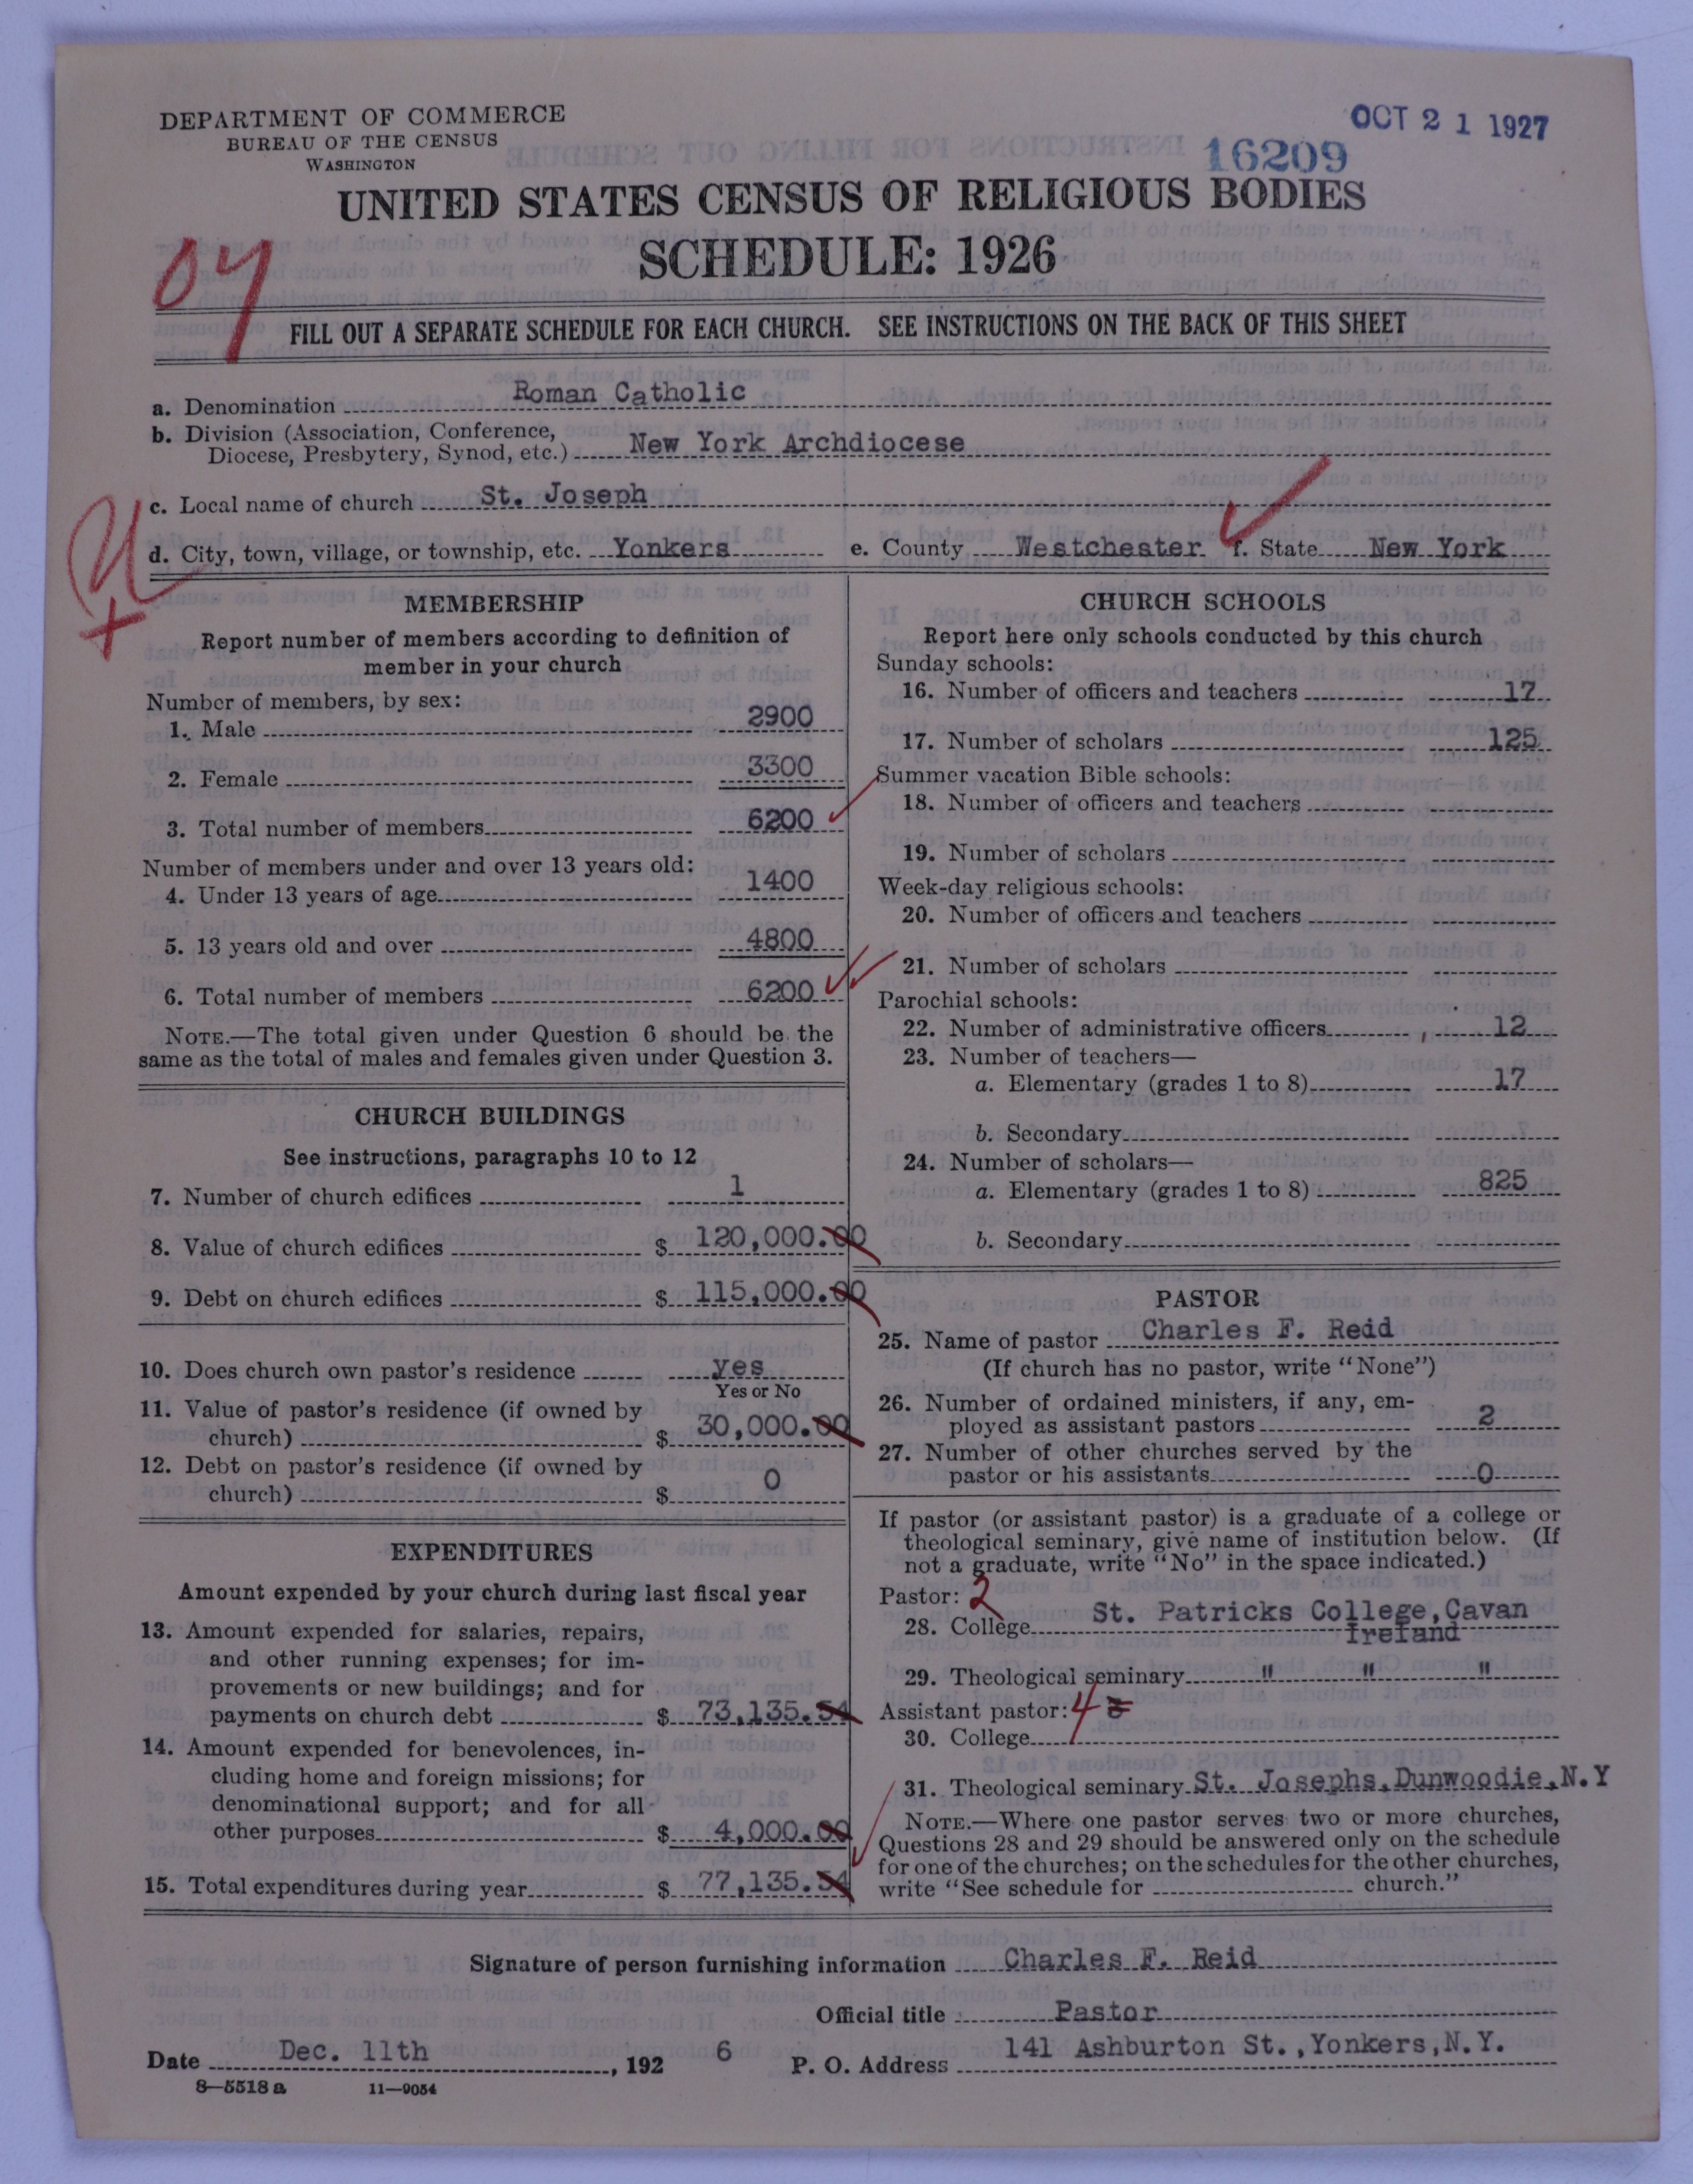 DEPARTMENT OF COMMERCE
BUREAU OF THE CENSUS
WASHINGTON
OCT 21 1927
16209
UNITED STATES CENSUS OF RELIGIOUS BODIES
SCHEDULE: 1926
04
FILL OUT A SEPARATE SCHEDULE FOR EACH CHURCH. SEE INSTRUCTIONS ON THE BACK OF THIS SHEET
a. Denomination Roman Catholic
b. Division (Association, Conference,
Diocese, Presbytery, Synod, etc.) New York Archdiocese
c. Local name of church St. Joseph
d. City, town, village, or township, etc. Yonkers e. County Westchester f. State New York
MEMBERSHIP
Report number of members according to definition of
member in your church
Number of members, by sex:
1. Male 2900
2. Female 3300
3. Total number of members 6200
Number of members under and over 13 years old:
4. Under 13 years of age 1400
5. 13 years old and over 4800
6. Total number of members 6200
NOTE.—The total given under Question 6 should be the
same as the total of males and females given under Question 3.
CHURCH BUILDINGS
See instructions, paragraphs 10 to 12
7. Number of church edifices 1
8. Value of church edifices $ 120,000.00
9. Debt on church edifices $ 115,000.00
10. Does church own pastor's residence yes
Yes or No
11. Value of pastor's residence (if owned by
church) $ 30,000.00
12. Debt on pastor's residence (if owned by
church) $ 0
EXPENDITURES
Amount expended by your church during last fiscal year
13. Amount expended for salaries, repairs,
and other running expenses; for im-
provements or new buildings; and for
payments on church debt $ 73,135.54
14. Amount expended for benevolences, in-
cluding home and foreign missions; for
denominational support; and for all
other purposes $ 4,000.00
15. Total expenditures during year $ 77,135.54
CHURCH SCHOOLS
Report here only schools conducted by this church
Sunday schools:
16. Number of officers and teachers 17
17. Number of scholars 125
Summer vacation Bible schools:
18. Number of officers and teachers
19. Number of scholars
Week-day religious schools:
20. Number of officers and teachers
21. Number of scholars
Parochial schools:
22. Number of administrative officers 12
23. Number of teachers—
a. Elementary (grades 1 to 8) 17
b. Secondary
24. Number of scholars—
a. Elementary (grades 1 to 8) 825
b. Secondary
PASTOR
25. Name of pastor Charles F. Reid
(If church has no pastor, write "None")
26. Number of ordained ministers, if any, em-
ployed as assistant pastors 2
27. Number of other churches served by the
pastor or his assistants 0
If pastor (or assistant pastor) is a graduate of a college or
theological seminary, give name of institution below. (If
not a graduate, write "No" in the space indicated.)
Pastor: 2
28. College St. Patricks College, Cavan
Ireland
29. Theological seminary " " "
Assistant pastor: 4
30. College
31. Theological seminary St. Josephs, Dunwoodie, N.Y
NOTE.—Where one pastor serves two or more churches,
Questions 28 and 29 should be answered only on the schedule
for one of the churches; on the schedules for the other churches,
write "See schedule for church."
Signature of person furnishing information Charles F. Reid
Official title Pastor
Date Dec. 11th, 192 6 P. O. Address 141 Ashburton St., Yonkers, N.Y.
8—5518 a 11—9054